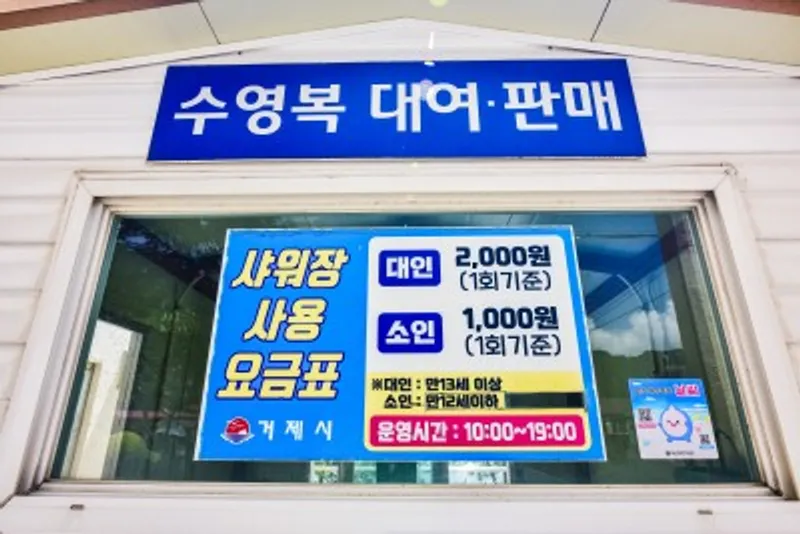 수영복 대여·판매
샤워장
사용
요금표
거제시
대인 2,000원
(1회기준)
소인 1,000원
(1회기준)
※대인 : 만13세 이상
소인 : 만12세이하
운영시간 : 10:00~19:00